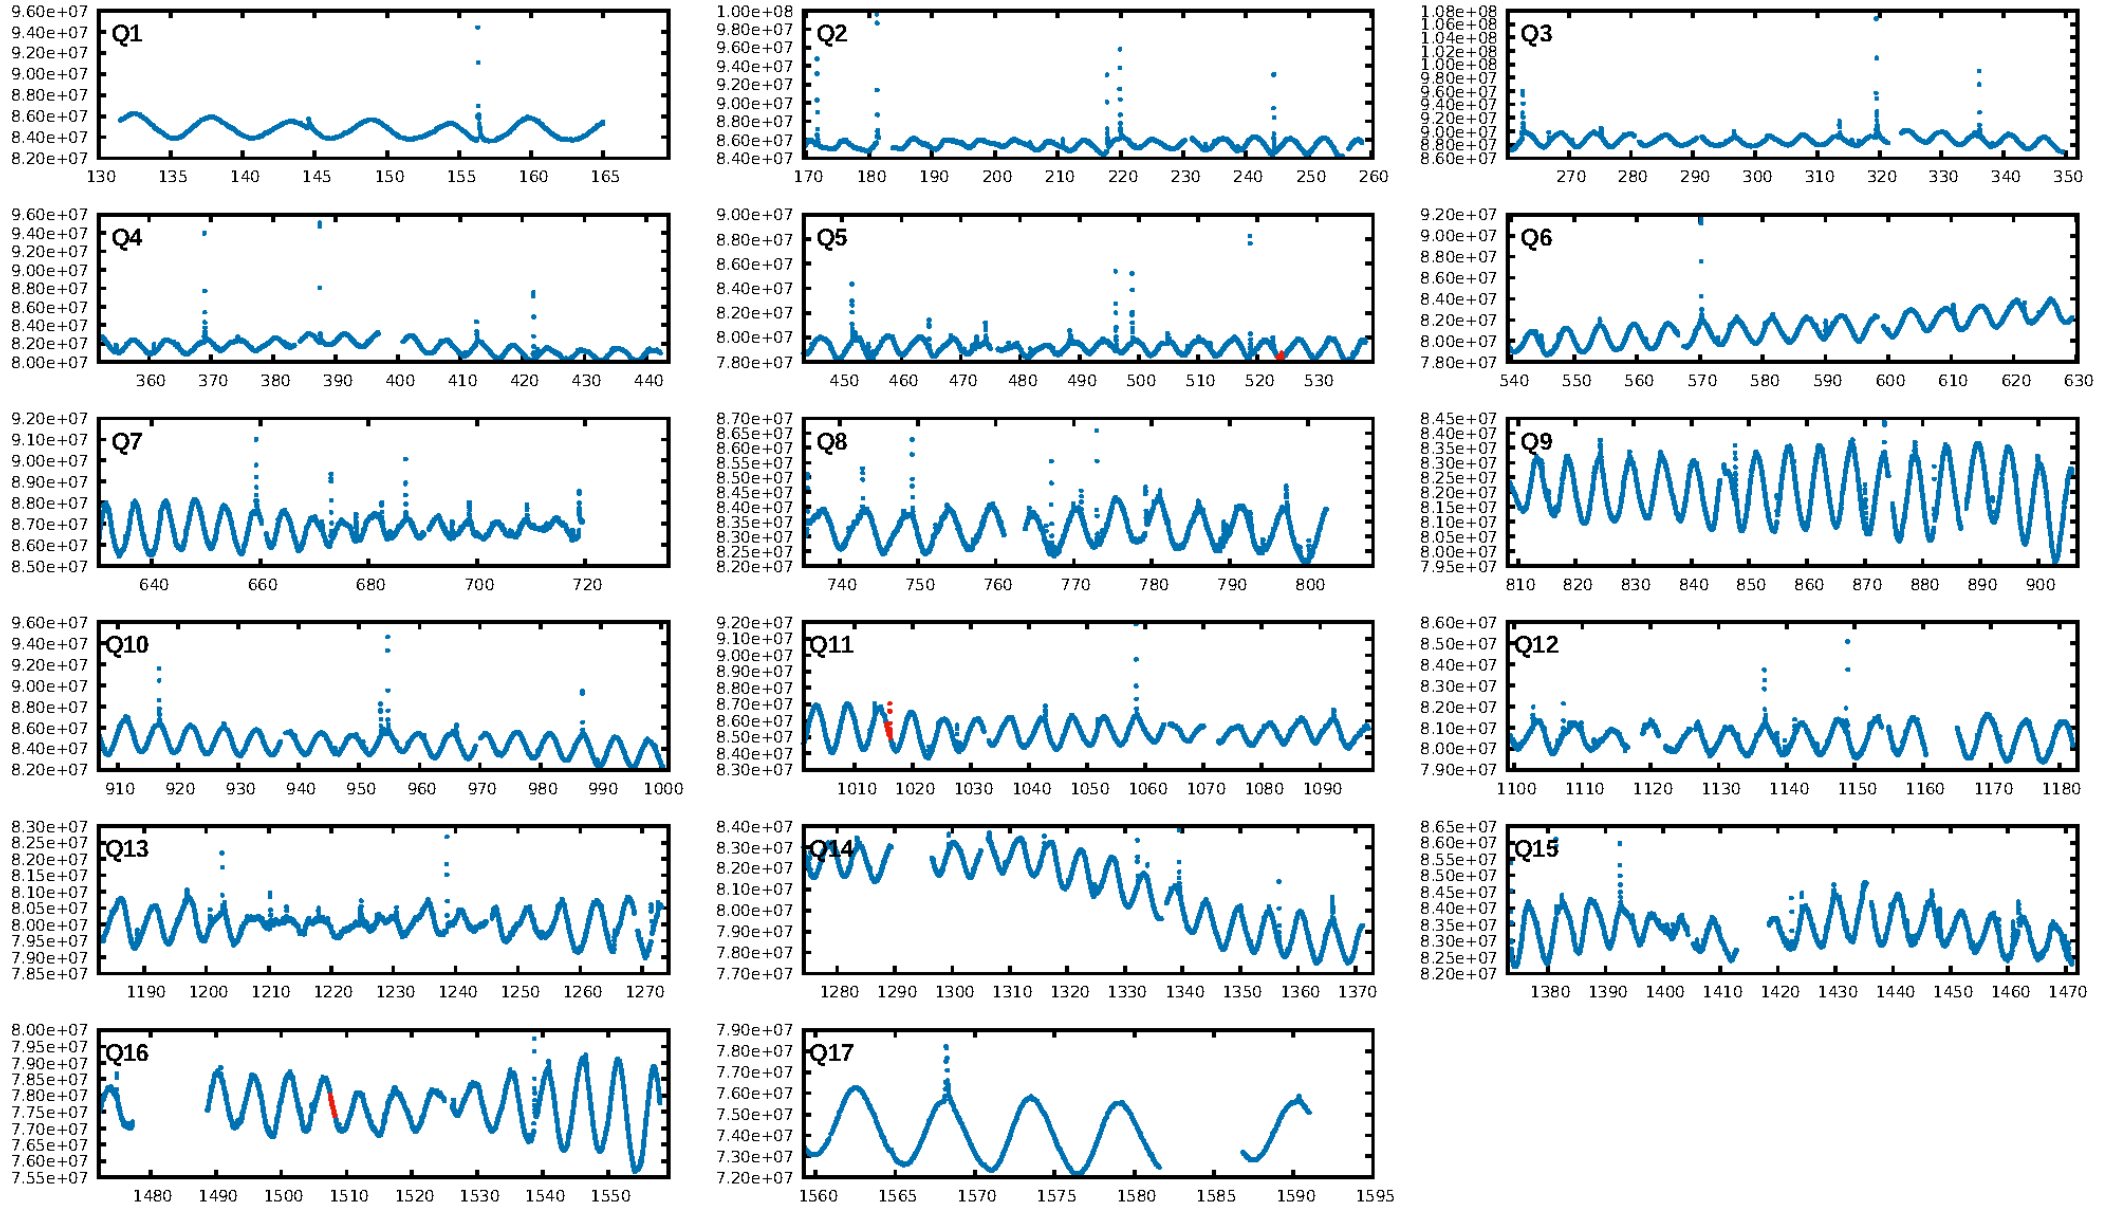 Q1
9.60e+07
9.40e+07
9.20e+07
9.00e+07
8.80e+07
8.60e+07
8.40e+07
8.20e+07
130 135 140 145 150 155 160 165
Q2
1.00e+08
9.80e+07
9.60e+07
9.40e+07
9.20e+07
9.00e+07
8.80e+07
8.60e+07
8.40e+07
170 180 190 200 210 220 230 240 250 260
Q3
1.08e+08
1.06e+08
1.04e+08
1.02e+08
1.00e+08
9.80e+07
9.60e+07
9.40e+07
9.20e+07
9.00e+07
8.80e+07
8.60e+07
270 280 290 300 310 320 330 340 350
Q4
9.60e+07
9.40e+07
9.20e+07
9.00e+07
8.80e+07
8.60e+07
8.40e+07
8.20e+07
8.00e+07
360 370 380 390 400 410 420 430 440
Q5
9.00e+07
8.80e+07
8.60e+07
8.40e+07
8.20e+07
8.00e+07
7.80e+07
450 460 470 480 490 500 510 520 530
Q6
9.20e+07
9.00e+07
8.80e+07
8.60e+07
8.40e+07
8.20e+07
8.00e+07
7.80e+07
540 550 560 570 580 590 600 610 620 630
Q7
9.20e+07
9.10e+07
9.00e+07
8.90e+07
8.80e+07
8.70e+07
8.60e+07
8.50e+07
640 660 680 700 720
Q8
8.70e+07
8.65e+07
8.60e+07
8.55e+07
8.50e+07
8.45e+07
8.40e+07
8.35e+07
8.30e+07
8.25e+07
8.20e+07
740 750 760 770 780 790 800
Q9
8.45e+07
8.40e+07
8.35e+07
8.30e+07
8.25e+07
8.20e+07
8.15e+07
8.10e+07
8.05e+07
8.00e+07
7.95e+07
810 820 830 840 850 860 870 880 890 900
Q10
9.60e+07
9.40e+07
9.20e+07
9.00e+07
8.80e+07
8.60e+07
8.40e+07
8.20e+07
910 920 930 940 950 960 970 980 990 1000
Q11
9.20e+07
9.10e+07
9.00e+07
8.90e+07
8.80e+07
8.70e+07
8.60e+07
8.50e+07
8.40e+07
8.30e+07
1010 1020 1030 1040 1050 1060 1070 1080 1090
Q12
8.60e+07
8.50e+07
8.40e+07
8.30e+07
8.20e+07
8.10e+07
8.00e+07
7.90e+07
1100 1110 1120 1130 1140 1150 1160 1170 1180
Q13
8.30e+07
8.25e+07
8.20e+07
8.15e+07
8.10e+07
8.05e+07
8.00e+07
7.95e+07
7.90e+07
7.85e+07
1190 1200 1210 1220 1230 1240 1250 1260 1270
Q14
8.40e+07
8.30e+07
8.20e+07
8.10e+07
8.00e+07
7.90e+07
7.80e+07
7.70e+07
1280 1290 1300 1310 1320 1330 1340 1350 1360 1370
Q15
8.65e+07
8.60e+07
8.55e+07
8.50e+07
8.45e+07
8.40e+07
8.35e+07
8.30e+07
8.25e+07
8.20e+07
1380 1390 1400 1410 1420 1430 1440 1450 1460 1470
Q16
8.00e+07
7.95e+07
7.90e+07
7.85e+07
7.80e+07
7.75e+07
7.70e+07
7.65e+07
7.60e+07
7.55e+07
1480 1490 1500 1510 1520 1530 1540 1550
Q17
7.90e+07
7.80e+07
7.70e+07
7.60e+07
7.50e+07
7.40e+07
7.30e+07
7.20e+07
1560 1565 1570 1575 1580 1585 1590 1595